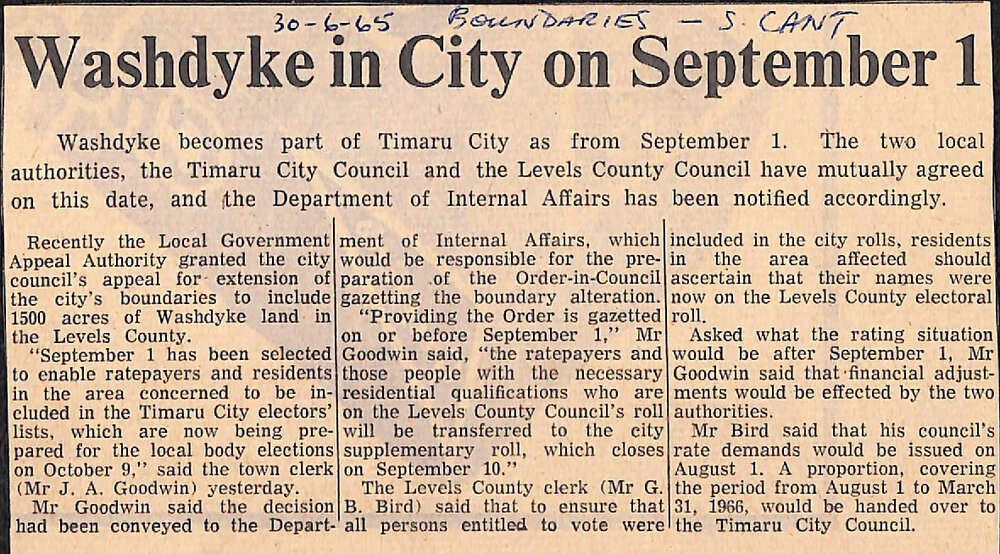 30-6-65 BOUNDARIES - S. CANT
Washdyke in City on September 1
Washdyke becomes part of Timaru City as from September 1. The two local
authorities, the Timaru City Council and the Levels County Council have mutually agreed
on this date, and the Department of Internal Affairs has been notified accordingly.
Recently the Local Government
Appeal Authority granted the city
council's appeal for extension of
the city's boundaries to include
1500 acres of Washdyke land in
the Levels County.
"September 1 has been selected
to enable ratepayers and residents
in the area concerned to be in-
cluded in the Timaru City electors'
lists, which are now being pre-
pared for the local body elections
on October 9," said the town clerk
(Mr J. A. Goodwin) yesterday.
Mr Goodwin said the decision
had been conveyed to the Depart-
ment of Internal Affairs, which
would be responsible for the pre-
paration of the Order-in-Council
gazetting the boundary alteration.
"Providing the Order is gazetted
on or before September 1," Mr
Goodwin said, "the ratepayers and
those people with the necessary
residential qualifications who are
on the Levels County Council's roll
will be transferred to the city
supplementary roll, which closes
on September 10."
The Levels County clerk (Mr G.
B. Bird) said that to ensure that
all persons entitled to vote were
included in the city rolls, residents
in the area affected should
ascertain that their names were
now on the Levels County electoral
roll.
Asked what the rating situation
would be after September 1, Mr
Goodwin said that financial adjust-
ments would be effected by the two
authorities.
Mr Bird said that his council's
rate demands would be issued on
August 1. A proportion, covering
the period from August 1 to March
31, 1966, would be handed over to
the Timaru City Council.